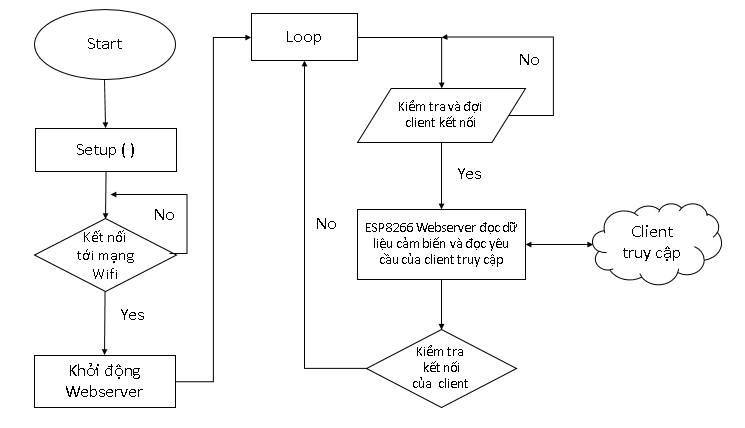 Start
Setup ( )
No
Kết nối
tới mạng
Wifi
Yes
Khởi động
Webserver
Loop
No
Kiểm tra và đợi
client kết nối
Yes
ESP8266 Webserver đọc dữ
liệu cảm biến và đọc yêu
cầu của client truy cập
Client
truy cập
No
Kiểm tra
kết nối
của client